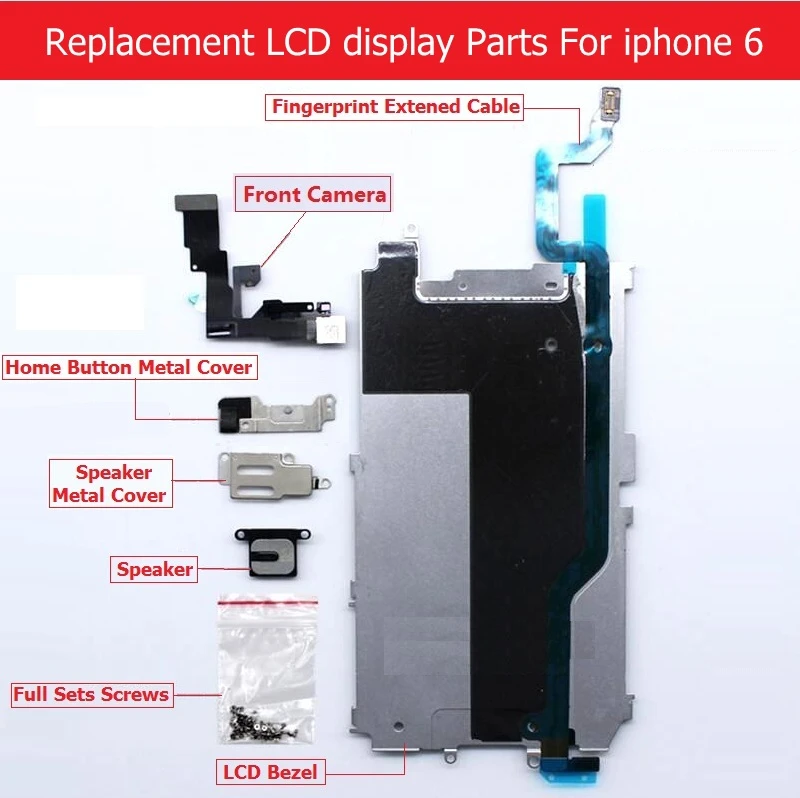 Replacement LCD display Parts For iphone 6
Fingerprint Extened Cable
Front Camera
Home Button Metal Cover
Speaker
Metal Cover
Speaker
Full Sets Screws
LCD Bezel